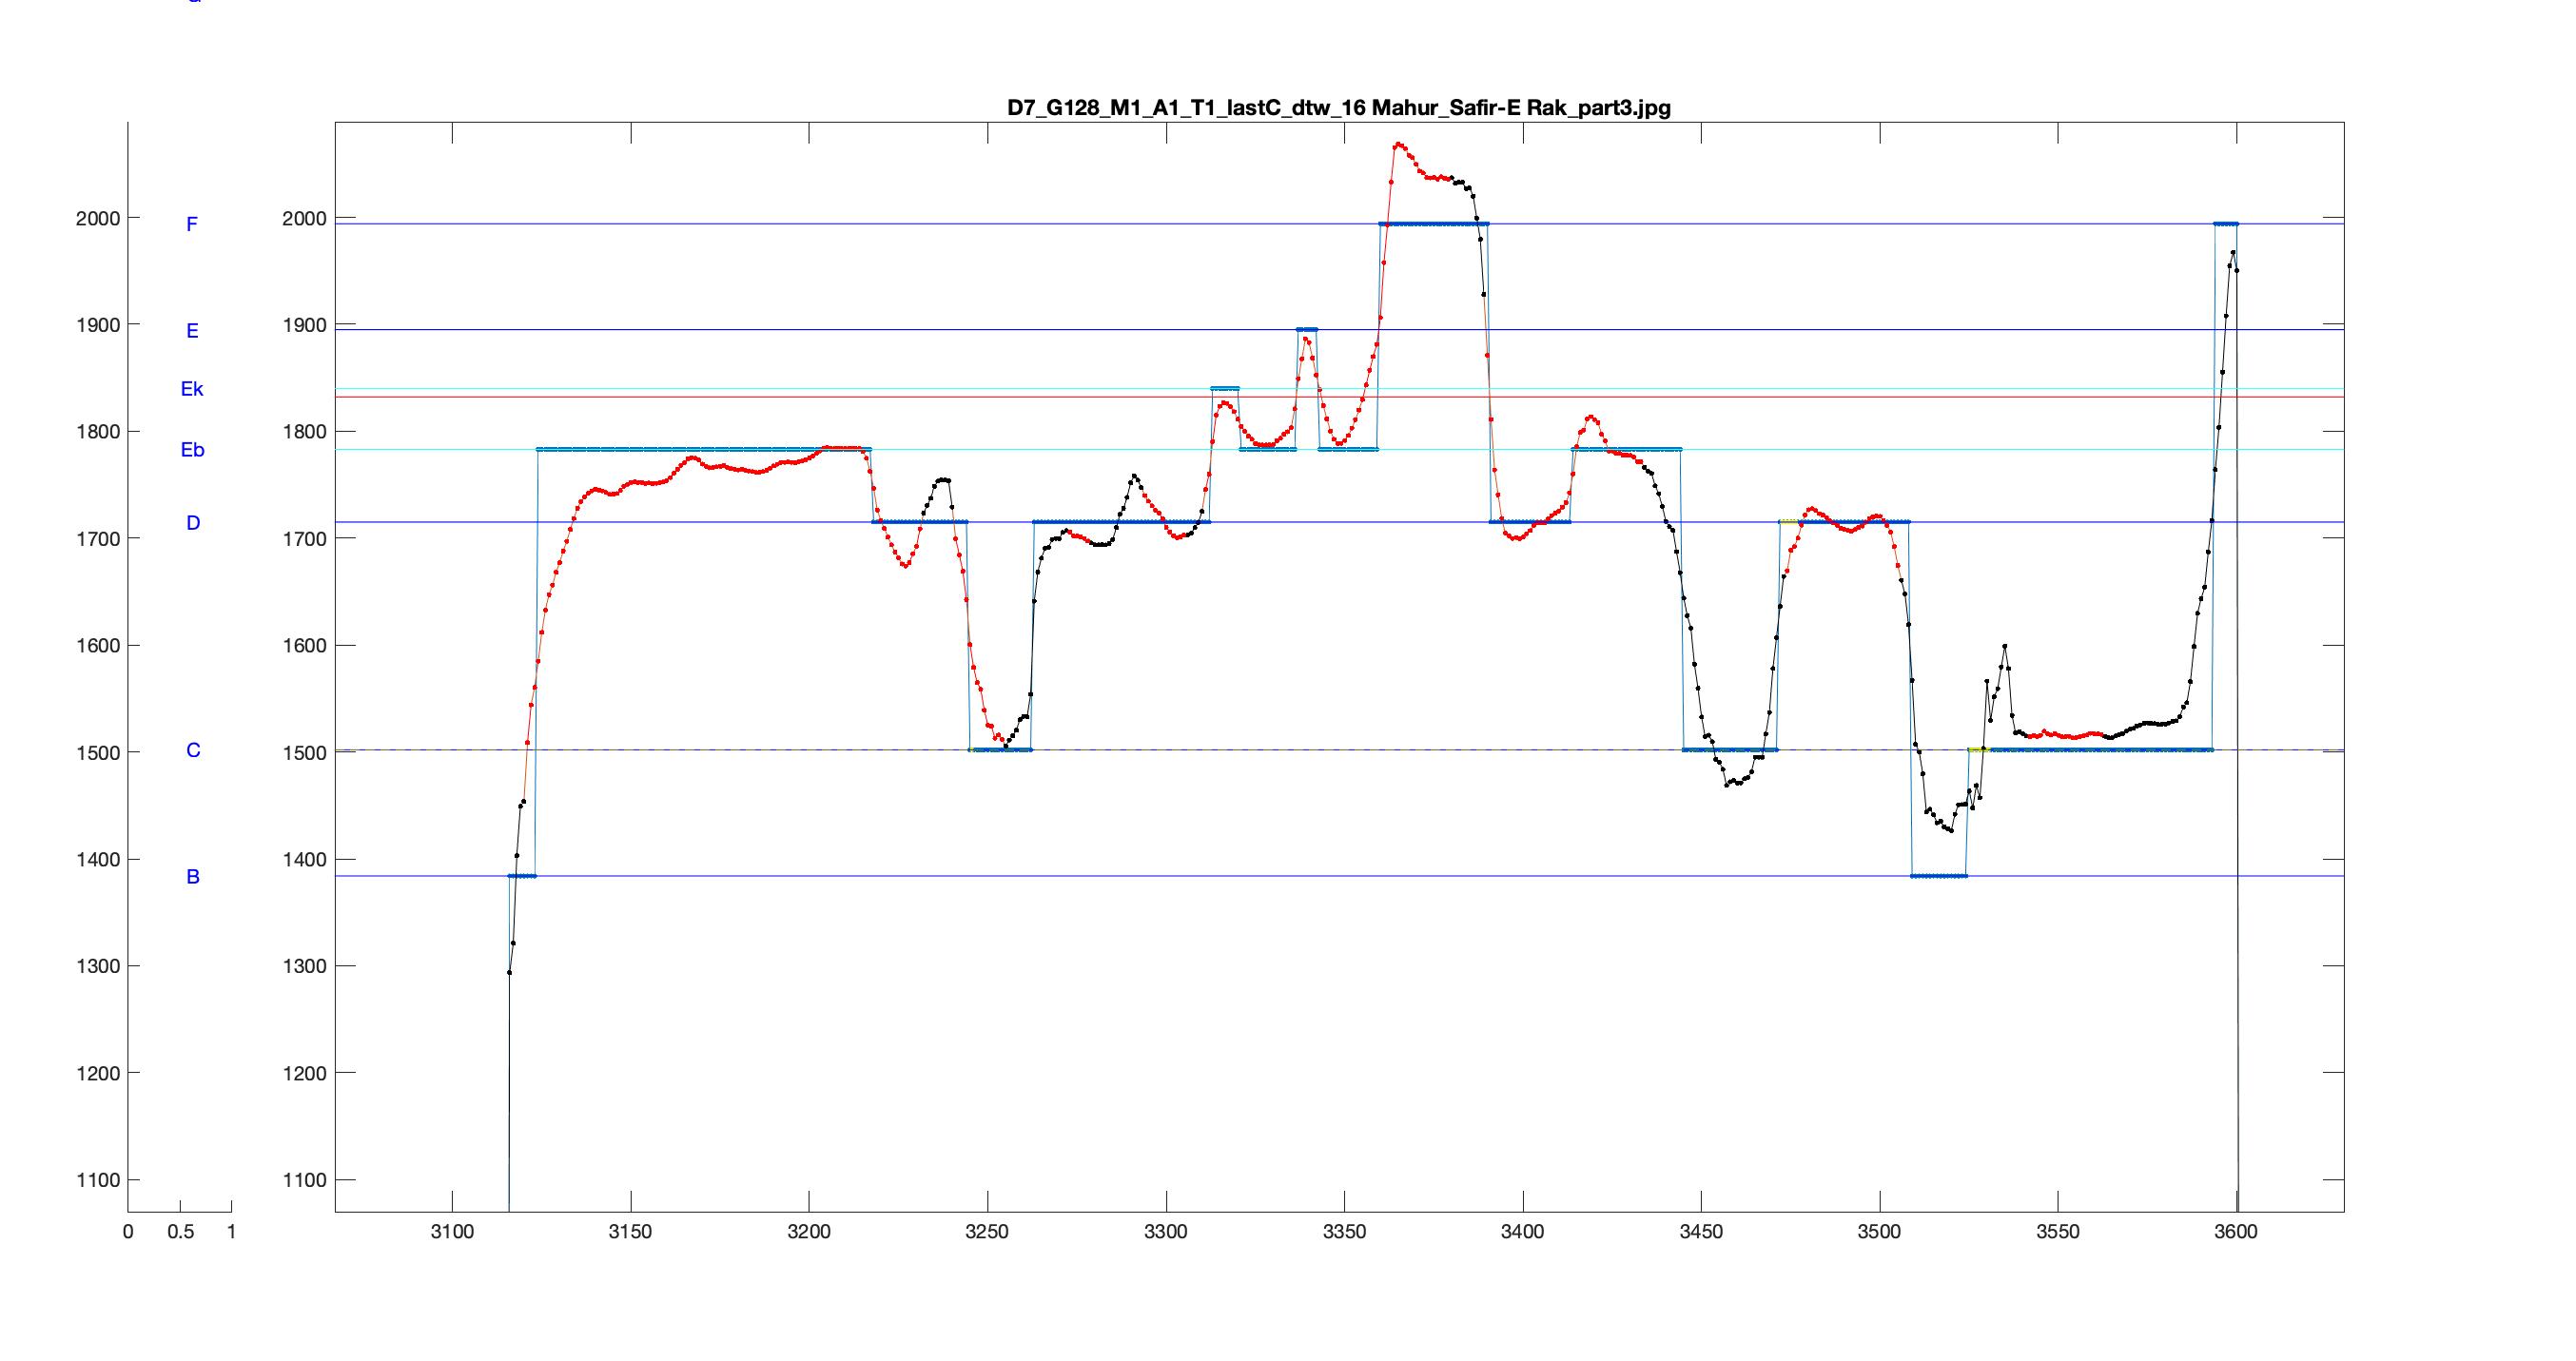 D7_G128_M1_A1_T1_lastC_dtw_16 Mahur_Safir-E Rak_part3.jpg
2000 F 2000
1900 E 1900
Ek
1800 Eb 1800
1700 D 1700
1600 1600
1500 C 1500
1400 B 1400
1300 1300
1200 1200
1100 1100
0 0.5 1 3100 3150 3200 3250 3300 3350 3400 3450 3500 3550 3600